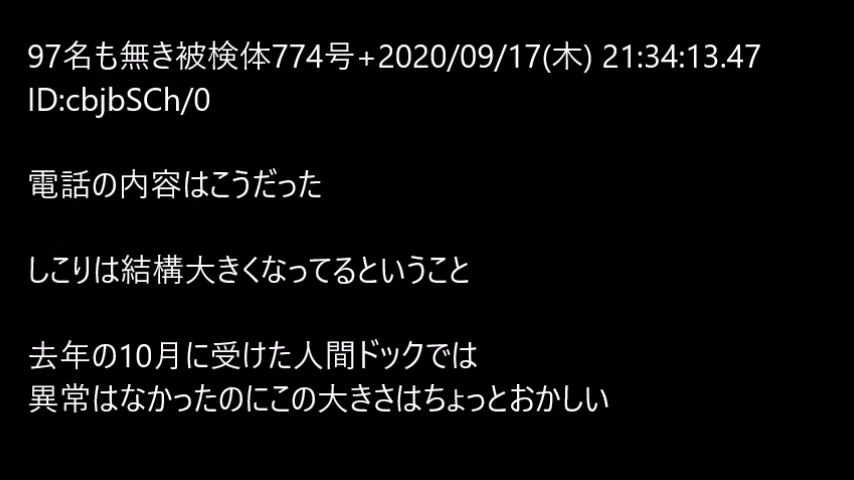 97名も無き被検体774号+2020/09/17(木) 21:34:13.47
ID:cbjbSCh/0
電話の内容はこうだった
しこりは結構大きくなってるということ
去年の10月に受けた人間ドックでは
異常はなかったのにこの大きさはちょっとおかしい